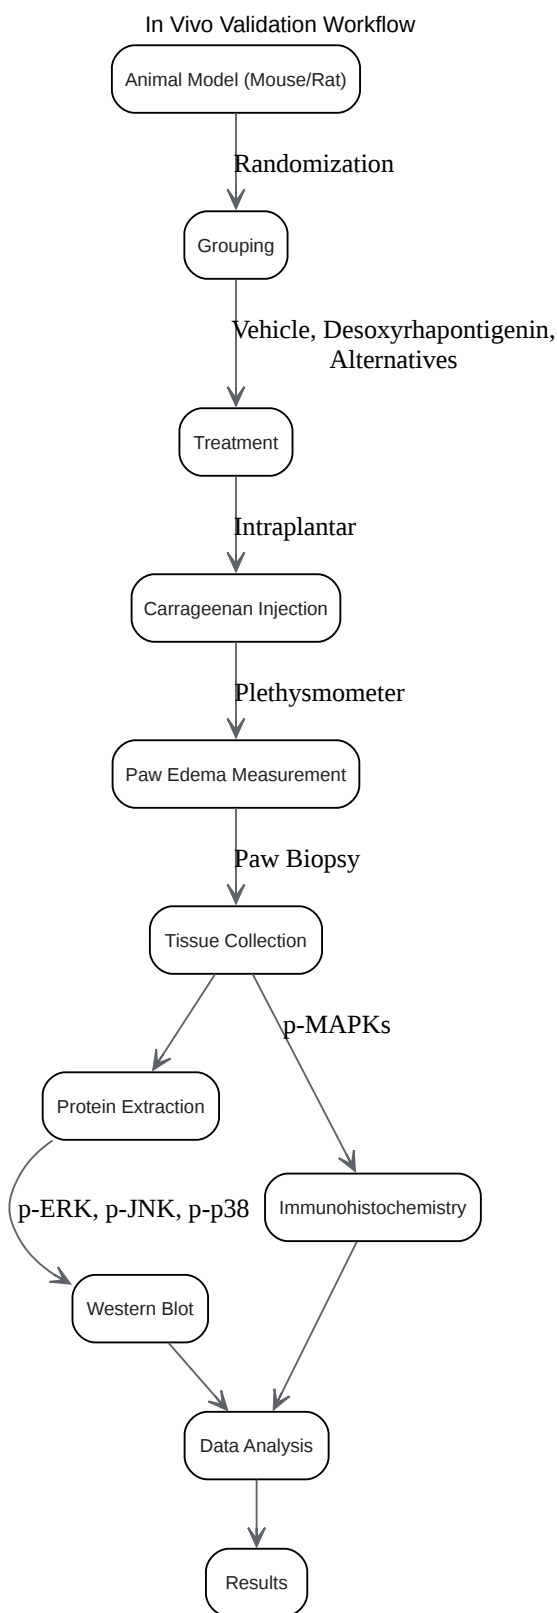 In Vivo Validation Workflow
Animal Model (Mouse/Rat)
Randomization
Grouping
Vehicle, Desoxyrhapontigenin,
Alternatives
Treatment
Intraplantar
Carrageenan Injection
Plethysmometer
Paw Edema Measurement
Paw Biopsy
Tissue Collection
p-MAPKs
Protein Extraction
p-ERK, p-JNK, p-p38
Immunohistochemistry
Western Blot
Data Analysis
Results